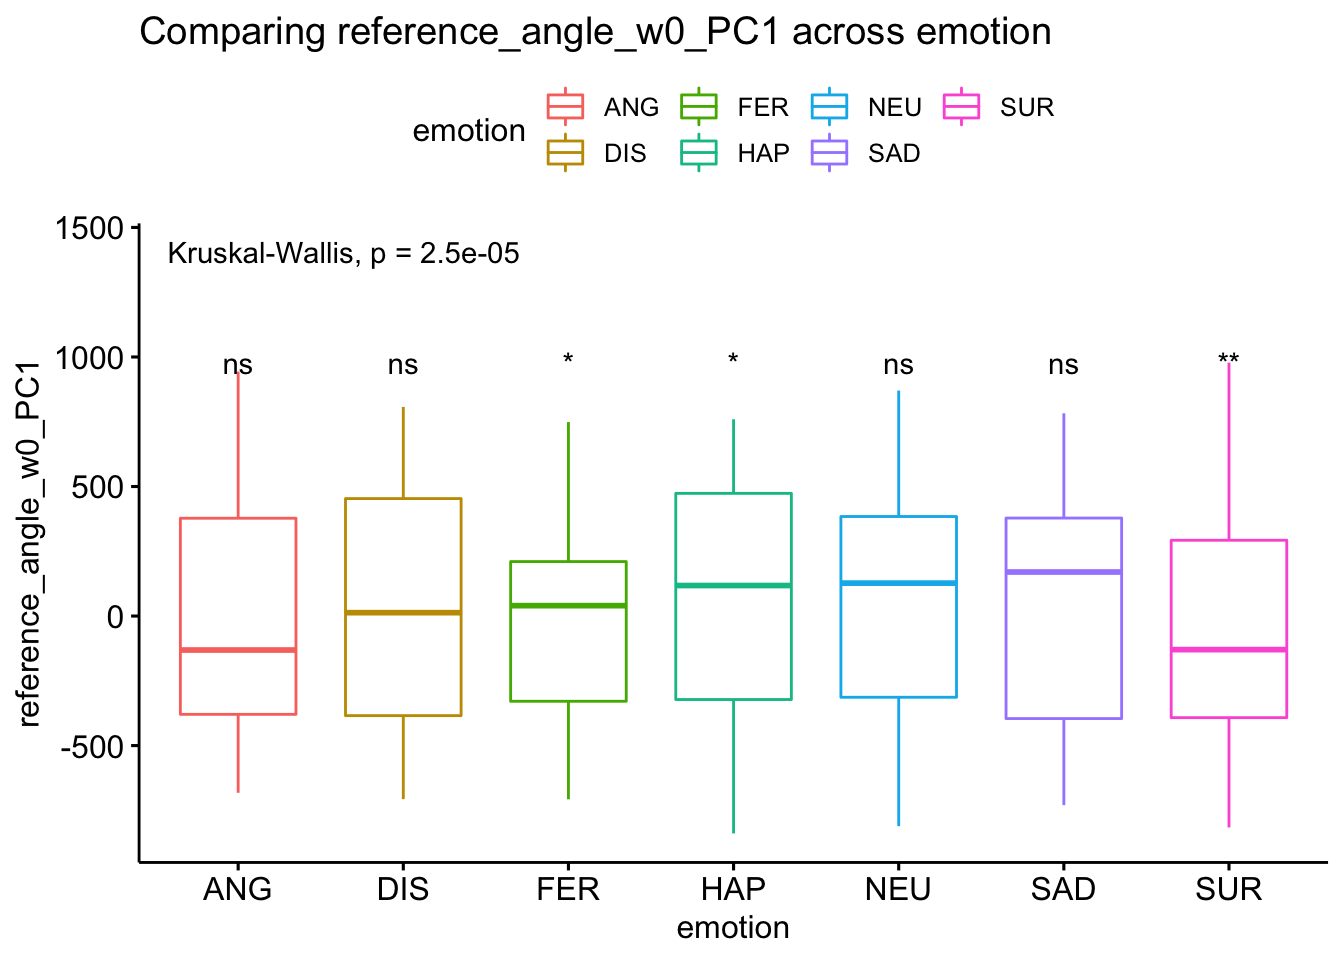 Comparing reference_angle_w0_PC1 across emotion
emotion
ANG FER NEU SUR
DIS HAP SAD
1500
Kruskal-Wallis, p = 2.5e-05
1000
ns ns * * ns ns **
500
0
-500
reference_angle_w0_PC1
ANG DIS FER HAP NEU SAD SUR
emotion